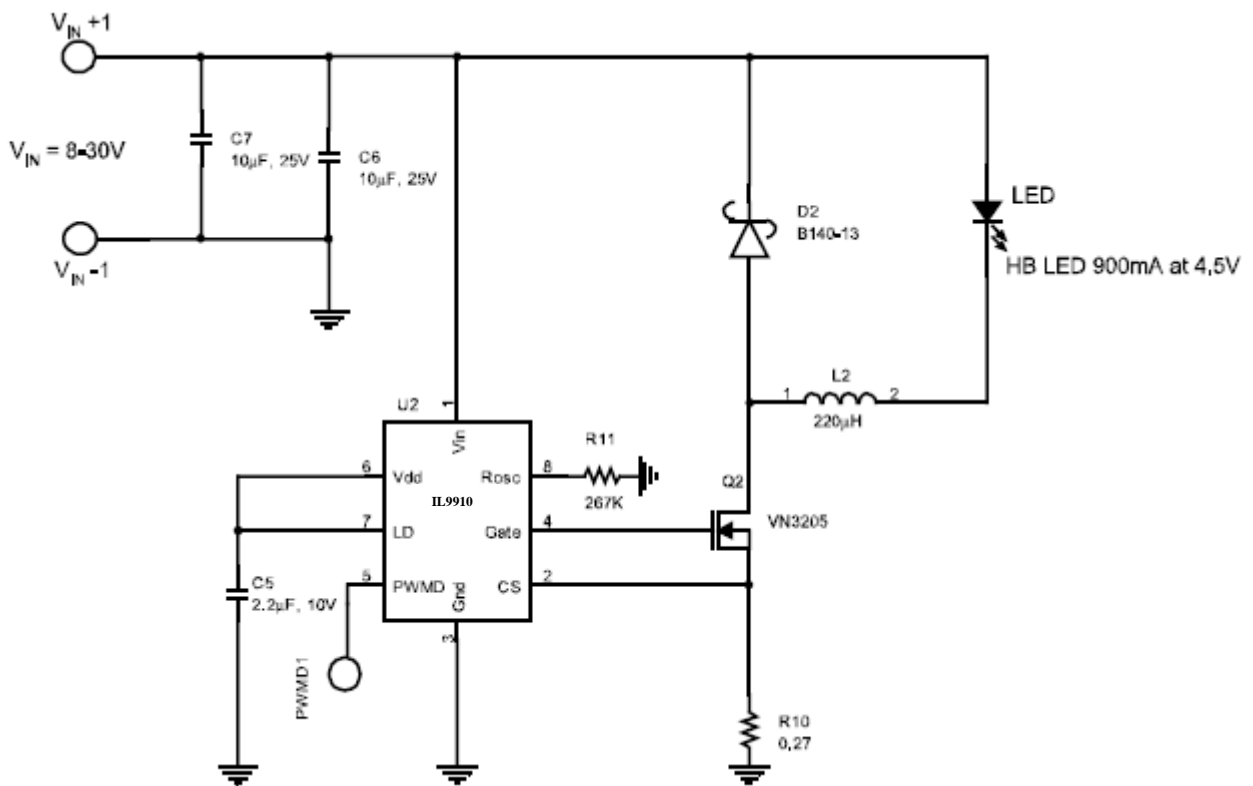 V_IN +1
V_IN = 8-30V
V_IN -1
C7
10µF, 25V
C6
10µF, 25V
D2
B140-13
LED
HB LED 900mA at 4,5V
1
L2
2
220µH
U2
1
Vin
6
Vdd
Rosc
8
R11
267K
IL9910
7
LD
Gate
4
Q2
VN3205
5
PWMD
CS
2
Gnd
3
C5
2.2µF, 10V
PWMD1
R10
0,27